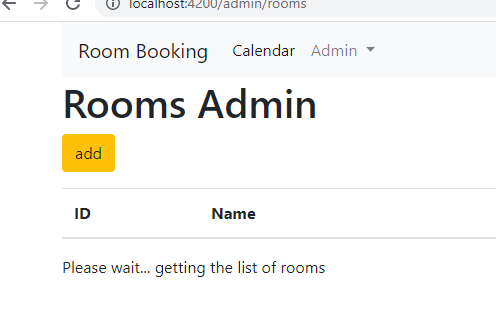 localhost:4200/admin/rooms
Room Booking Calendar Admin
Rooms Admin
add
ID Name
Please wait... getting the list of rooms